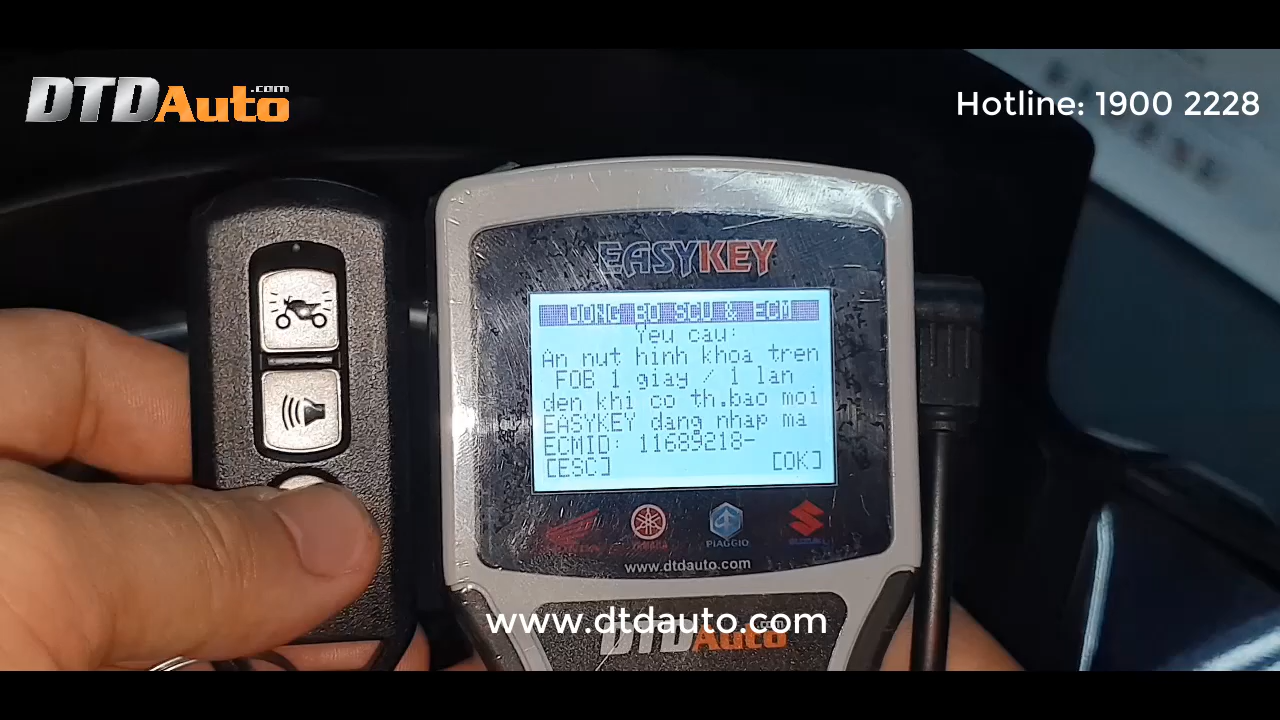 DTDAuto.com
Hotline: 1900 2228
EASYKEY
DONG BO SCU & ECM
Yeu cau:
An nut hinh khoa tren
FOB 1 giay / 1 lan
den khi co th.bao moi
EASYKEY dang nhap ma
ECMID: 11689218-
[ESC] [OK]
PIAGGIO
www.dtdauto.com
www.dtdauto.com
DTDAuto.com